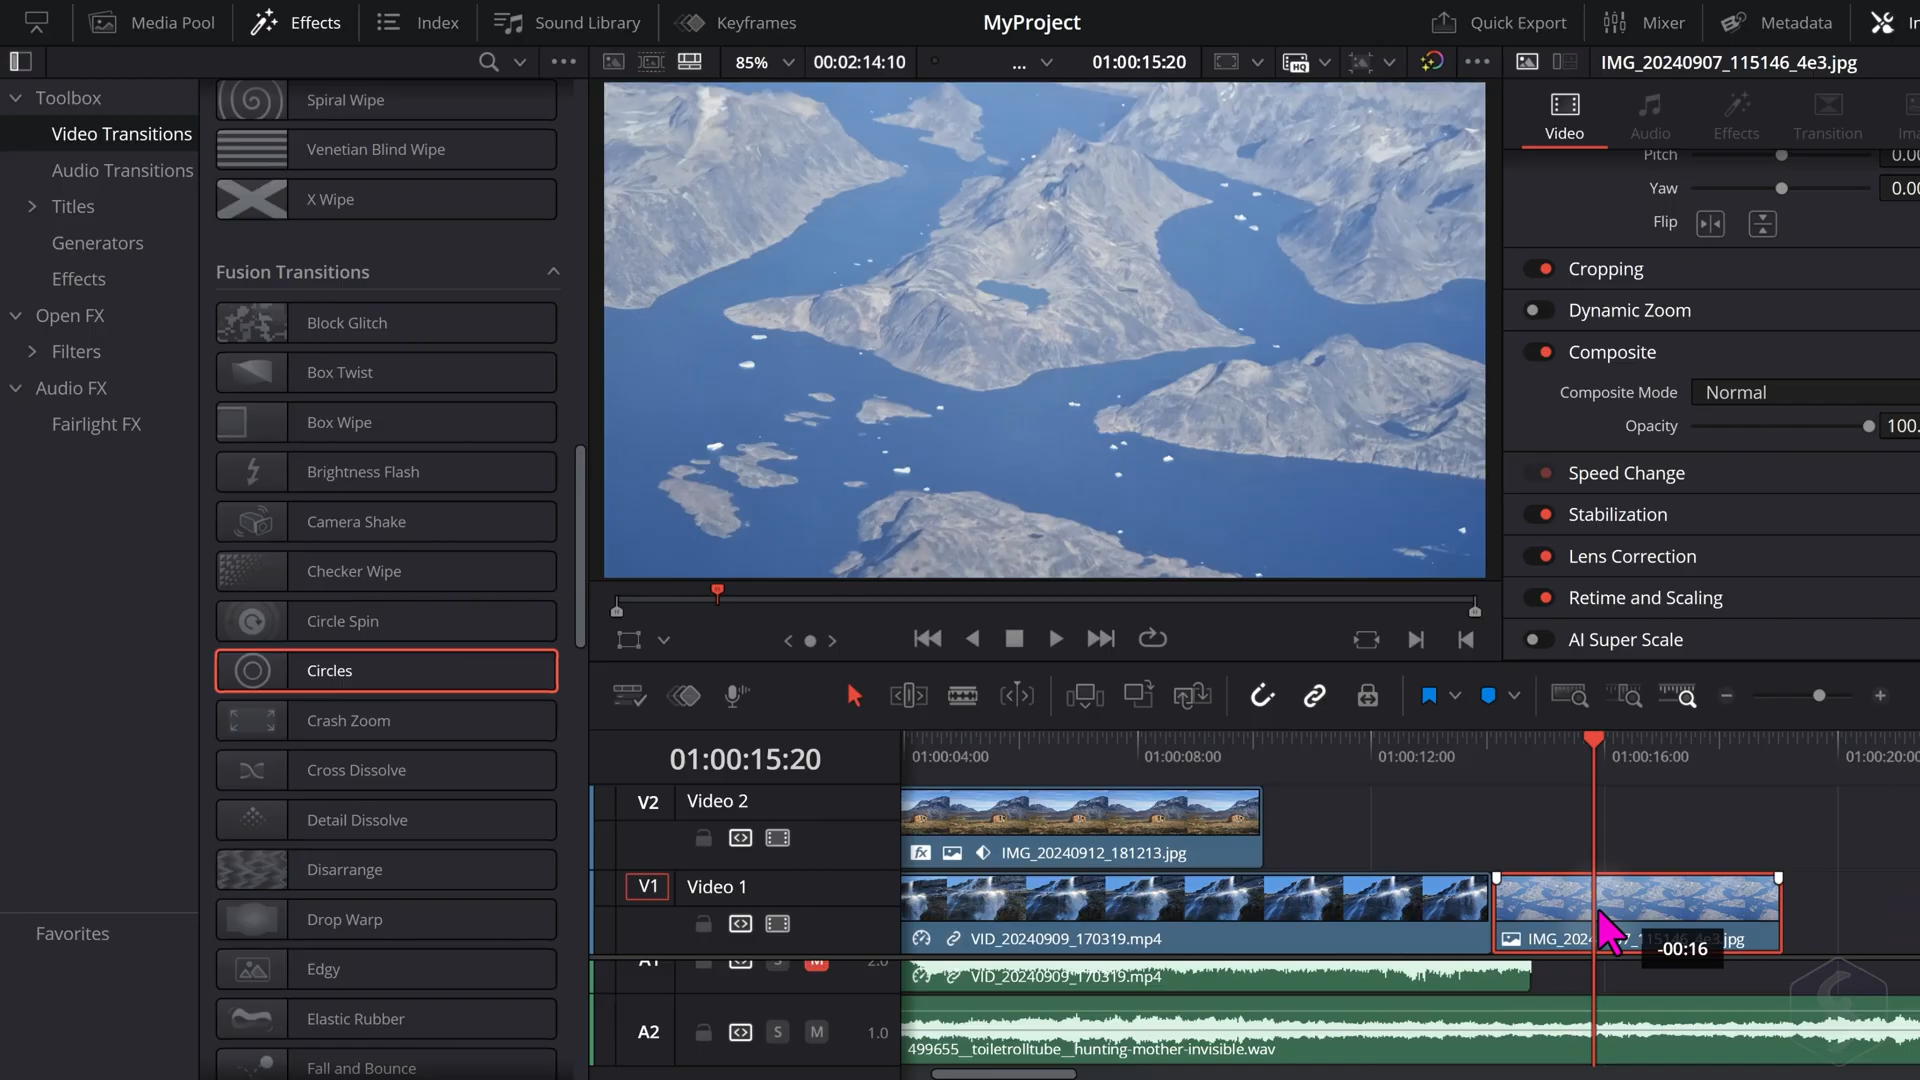 Media Pool
Effects
Index
Sound Library
Keyframes
MyProject
Quick Export
Mixer
Metadata
85%
00:02:14:10
...
01:00:15:20
IMG_20240907_115146_4e3.jpg
Toolbox
Video Transitions
Audio Transitions
Titles
Generators
Effects
Open FX
Filters
Audio FX
Fairlight FX
Favorites
Spiral Wipe
Venetian Blind Wipe
X Wipe
Fusion Transitions
Block Glitch
Box Twist
Box Wipe
Brightness Flash
Camera Shake
Checker Wipe
Circle Spin
Circles
Crash Zoom
Cross Dissolve
Detail Dissolve
Disarrange
Drop Warp
Edgy
Elastic Rubber
Fall and Bounce
Video
Audio
Effects
Transition
Pitch
Yaw
Flip
Cropping
Dynamic Zoom
Composite
Composite Mode Normal
Opacity 100.
Speed Change
Stabilization
Lens Correction
Retime and Scaling
AI Super Scale
01:00:15:20
01:00:04:00
01:00:08:00
01:00:12:00
01:00:16:00
01:00:20:00
V2 Video 2
fx IMG_20240912_181213.jpg
V1 Video 1
VID_20240909_170319.mp4
-00:16
A1 S M 2.0
VID_20240909_170319.mp4
A2 S M 1.0
499655__toiletrolltube__hunting-mother-invisible.wav